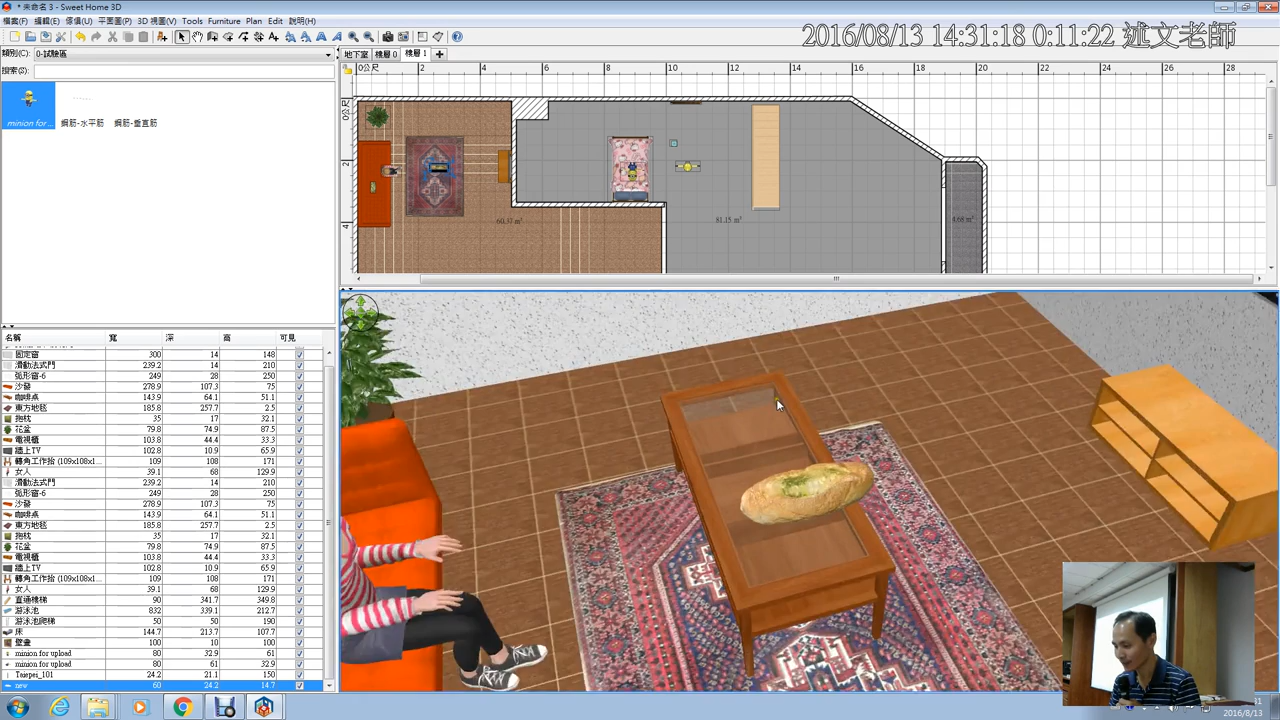 * 未命名 3 - Sweet Home 3D
檔案(F) 編輯(E) 傢俱(U) 平面圖(P) 3D 視圖(V) Tools Furniture Plan Edit 說明(H)
2016/08/13 14:31:18 0:11:22 述文老師
類別(C): 0-試驗區
搜索(S):
minion for ... 鋼筋-水平筋 鋼筋-垂直筋
地下室 樓層 0 樓層 1
0公尺 2 4 6 8 10 12 14 16 18 20 22 24 26 28
0公尺
2
4
60.37 m²
81.15 m²
4.68 m²
名稱 寬 深 高 可見
固定窗 300 14 148
滑動法式門 239.2 14 210
弧形窗-6 249 28 250
沙發 278.9 107.3 75
咖啡桌 143.9 64.1 51.1
東方地毯 185.8 257.7 2.5
抱枕 35 17 32.1
花盆 79.8 74.9 87.5
電視櫃 103.8 44.4 33.3
牆上TV 102.8 10.9 65.9
轉角工作抬 (109x108x1... 109 108 171
女人 39.1 68 129.9
滑動法式門 239.2 14 210
弧形窗-6 249 28 250
沙發 278.9 107.3 75
咖啡桌 143.9 64.1 51.1
東方地毯 185.8 257.7 2.5
抱枕 35 17 32.1
花盆 79.8 74.9 87.5
電視櫃 103.8 44.4 33.3
牆上TV 102.8 10.9 65.9
轉角工作抬 (109x108x1... 109 108 171
女人 39.1 68 129.9
直通樓梯 90 341.7 349.8
游泳池 832 339.1 212.7
游泳池爬梯 50 50 190
床 144.7 213.7 107.7
壁畫 100 10 100
minion for upload 80 32.9 61
minion for upload 80 61 32.9
Taiepei_101 24.2 21.1 150
new 60 24.2 14.7
2016/8/13